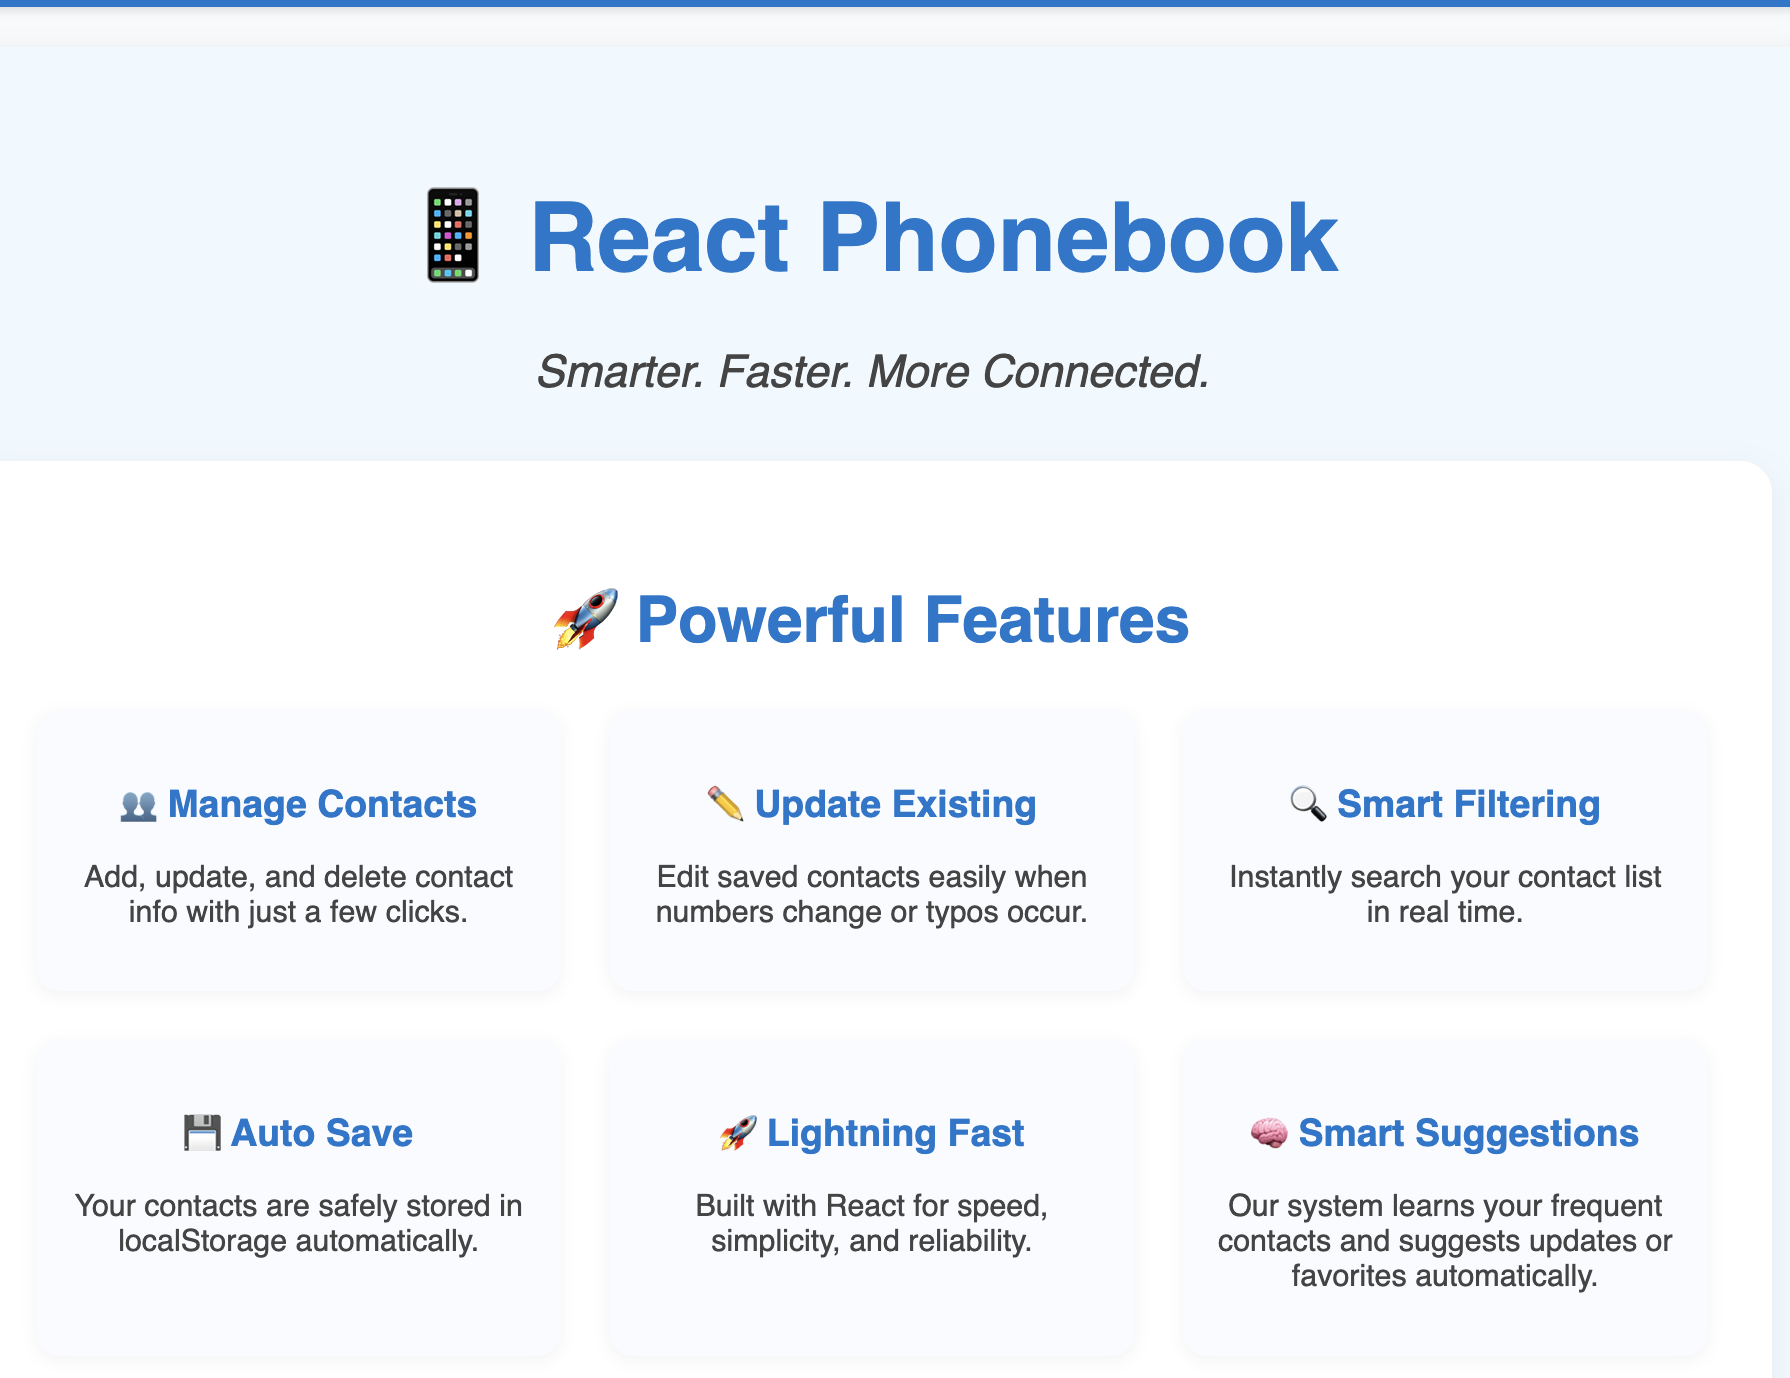 React Phonebook
Smarter. Faster. More Connected.
Powerful Features
Manage Contacts
Add, update, and delete contact
info with just a few clicks.
Update Existing
Edit saved contacts easily when
numbers change or typos occur.
Smart Filtering
Instantly search your contact list
in real time.
Auto Save
Your contacts are safely stored in
localStorage automatically.
Lightning Fast
Built with React for speed,
simplicity, and reliability.
Smart Suggestions
Our system learns your frequent
contacts and suggests updates or
favorites automatically.